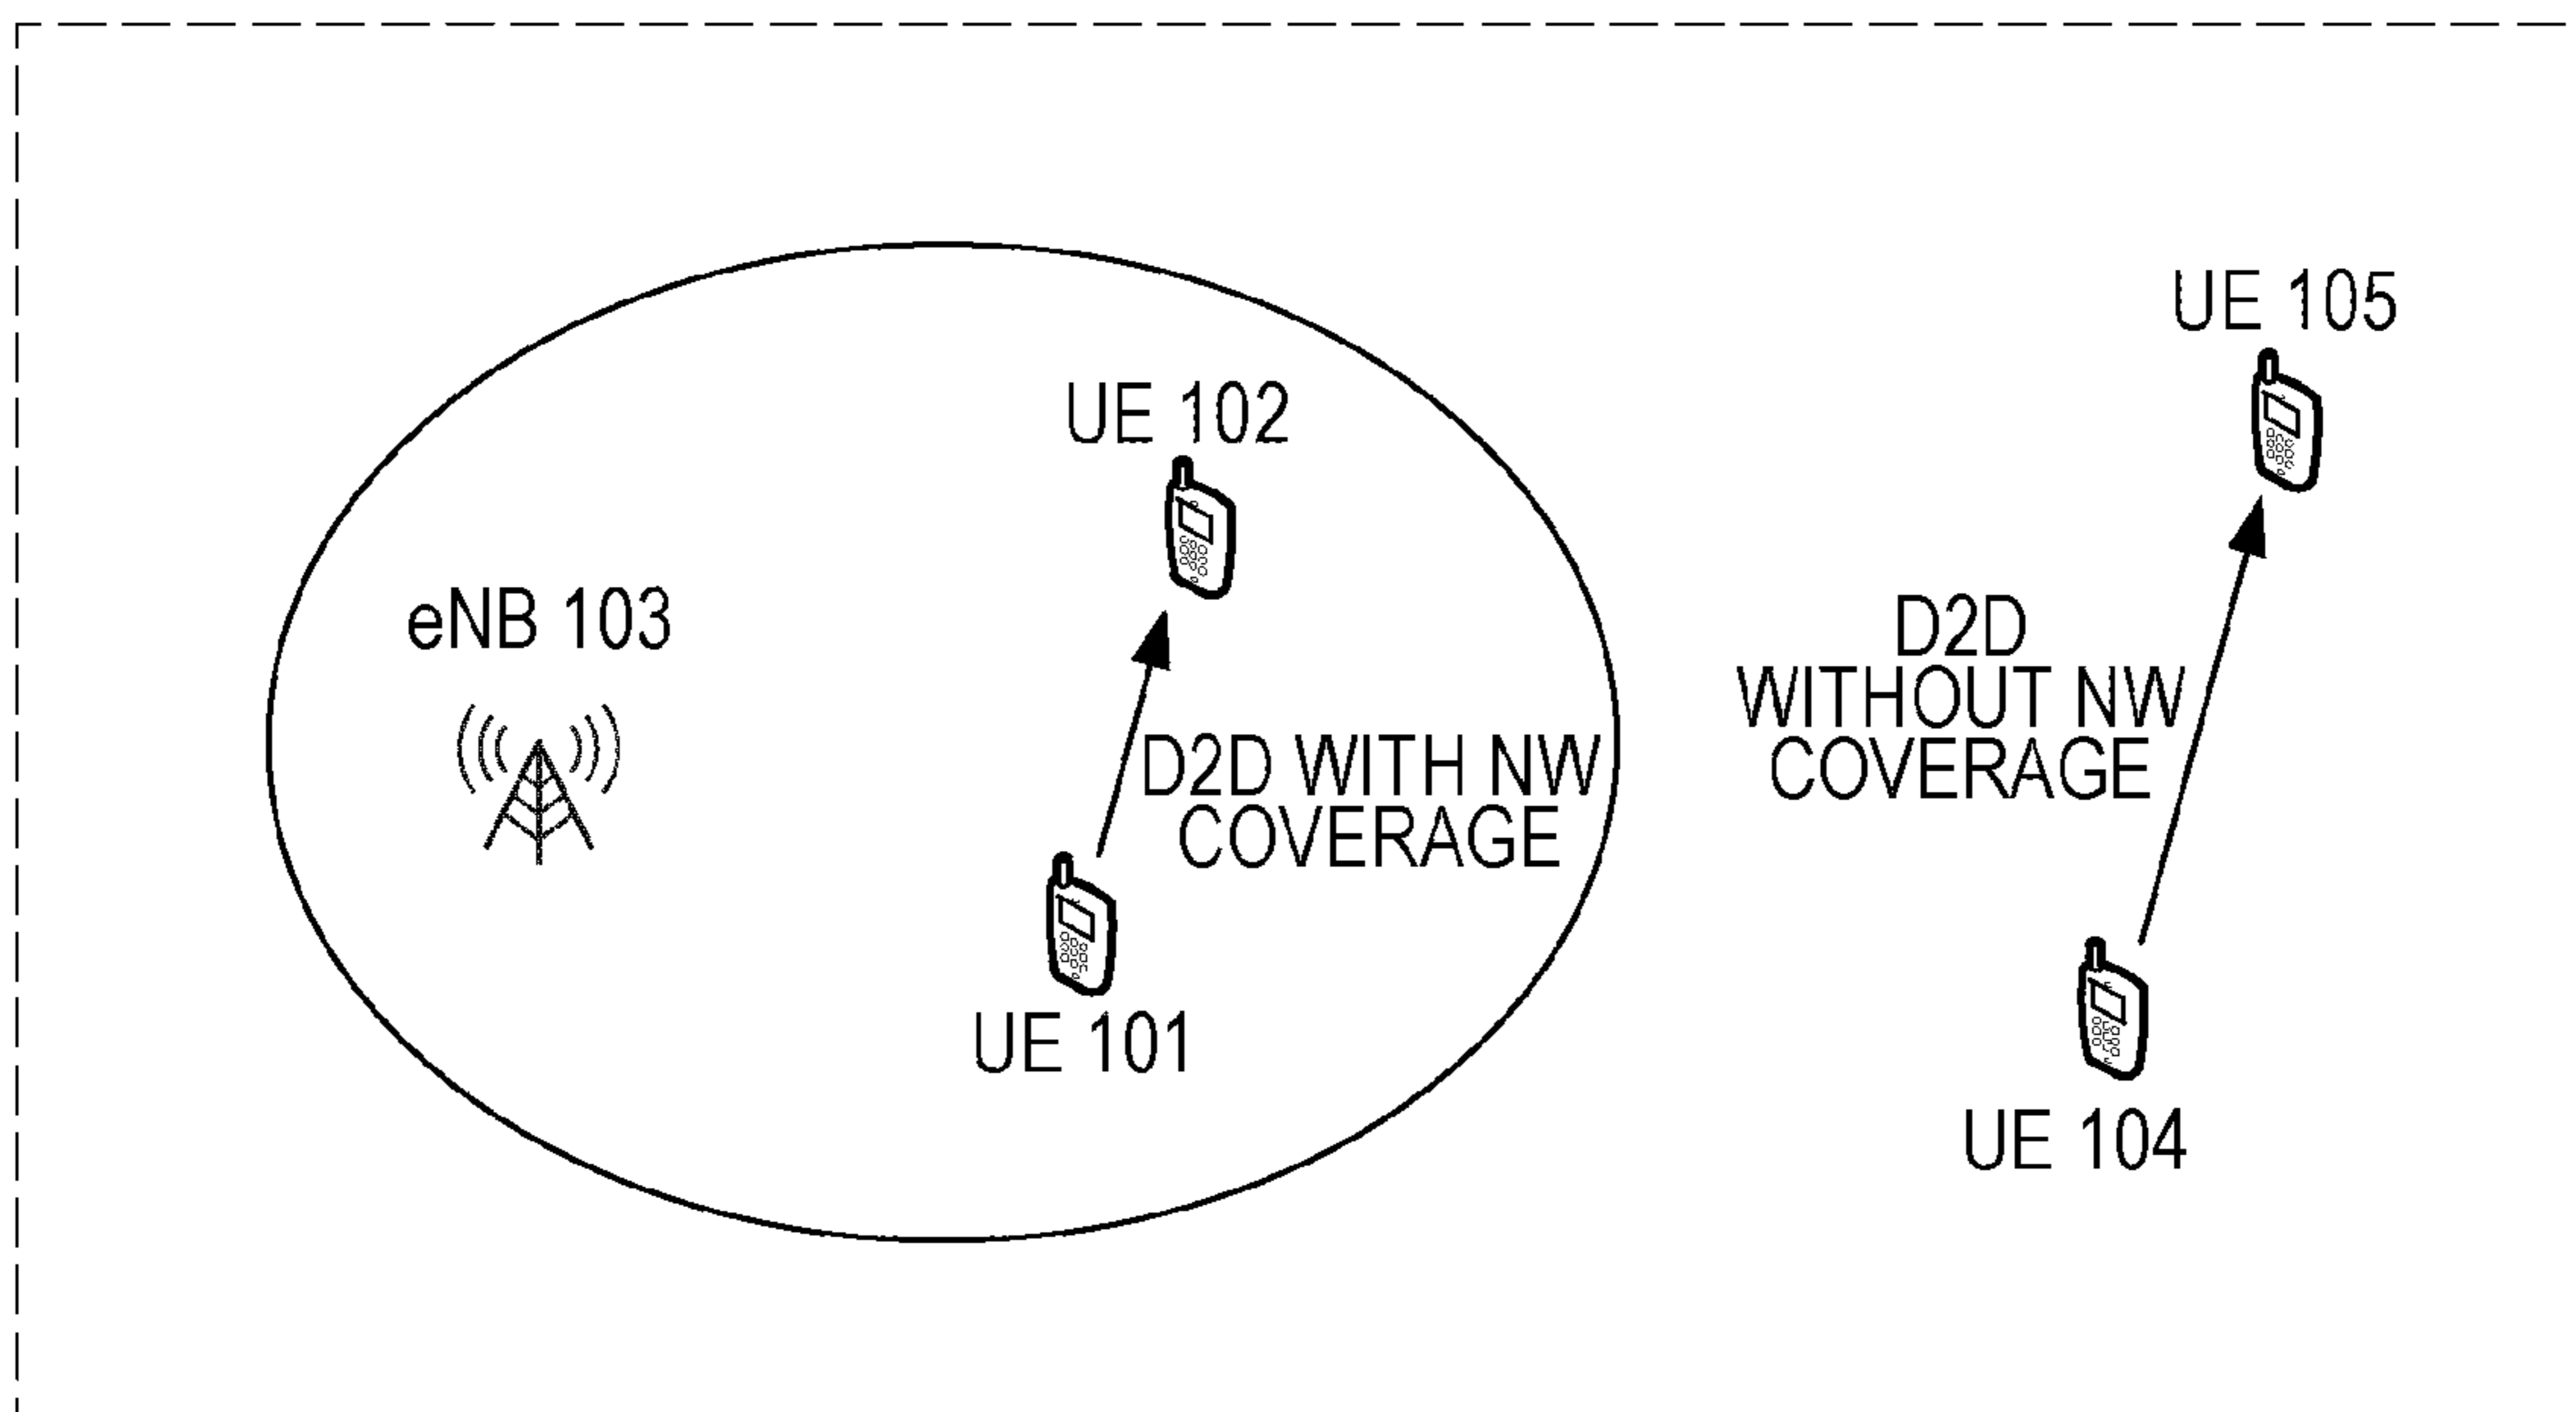 UE 105
UE 102
eNB 103
D2D
WITHOUT NW
COVERAGE
D2D WITH NW
COVERAGE
UE 101
UE 104